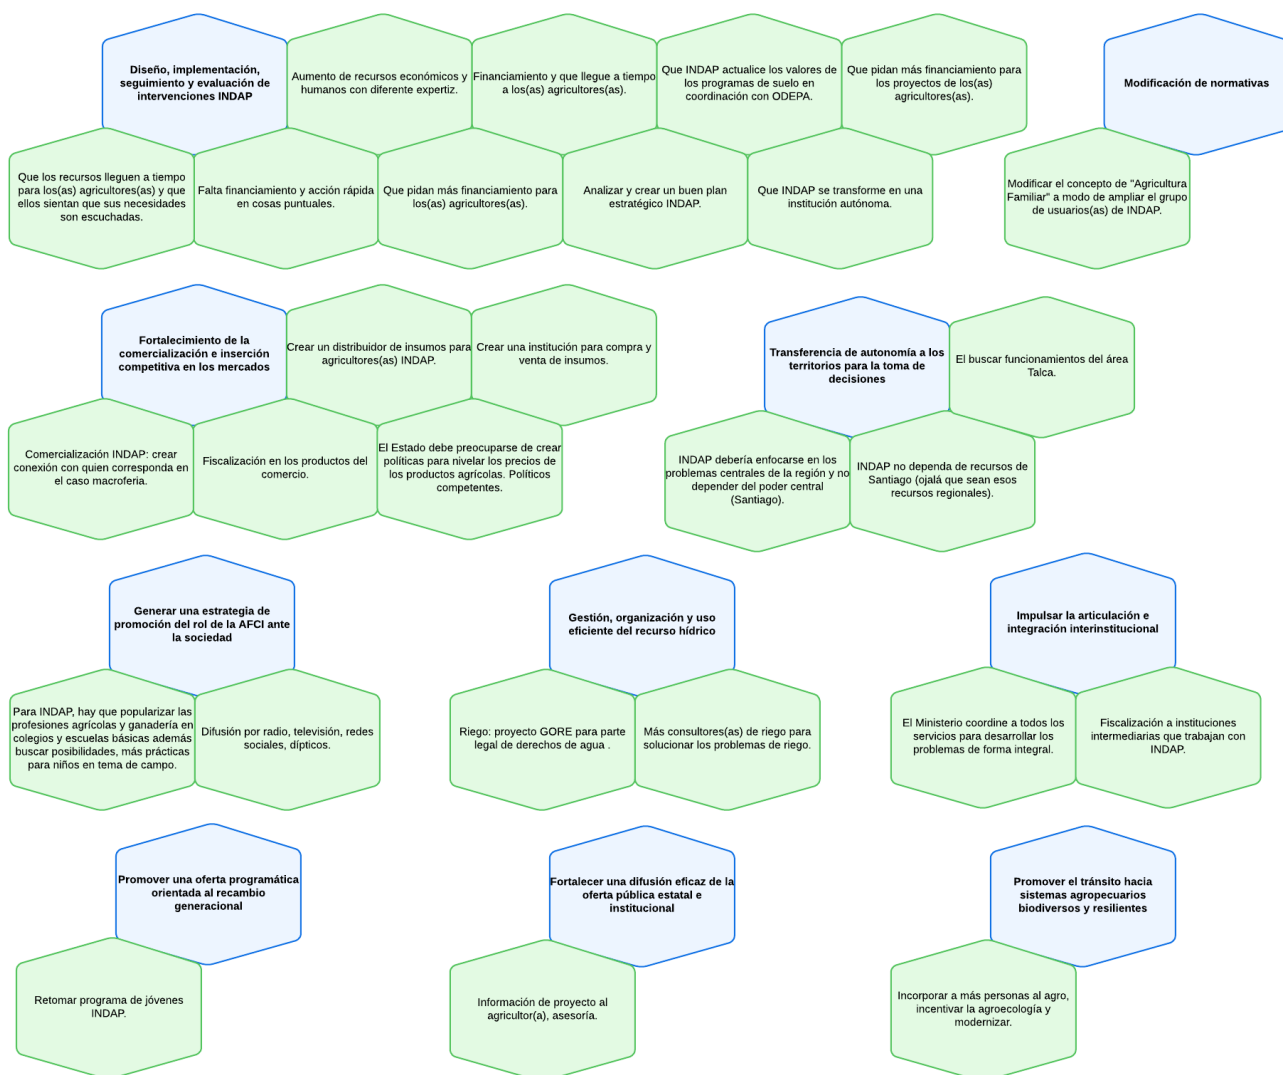 Diseño, implementación,
seguimiento y evaluación de
intervenciones INDAP
Aumento de recursos económicos y
humanos con diferente expertiz.
Financiamiento y que llegue a tiempo
a los(as) agricultores(as).
Que INDAP actualice los valores de
los programas de suelo en
coordinación con ODEPA.
Que pidan más financiamiento para
los proyectos de los(as)
agricultores(as).
Modificación de normativas
Que los recursos lleguen a tiempo
para los(as) agricultores(as) y que
ellos sientan que sus necesidades
son escuchadas.
Falta financiamiento y acción rápida
en cosas puntuales.
Que pidan más financiamiento para
los(as) agricultores(as).
Analizar y crear un buen plan
estratégico INDAP.
Que INDAP se transforme en una
institución autónoma.
Modificar el concepto de "Agricultura
Familiar" a modo de ampliar el grupo
de usuarios(as) de INDAP.
Fortalecimiento de la
comercialización e inserción
competitiva en los mercados
Crear un distribuidor de insumos para
agricultores(as) INDAP.
Crear una institución para compra y
venta de insumos.
Transferencia de autonomía a los
territorios para la toma de
decisiones
El buscar funcionamientos del área
Talca.
Comercialización INDAP: crear
conexión con quien corresponda en
el caso macroferia.
Fiscalización en los productos del
comercio.
El Estado debe preocuparse de crear
políticas para nivelar los precios de
los productos agrícolas. Políticos
competentes.
INDAP debería enfocarse en los
problemas centrales de la región y no
depender del poder central
(Santiago).
INDAP no dependa de recursos de
Santiago (ojalá que sean esos
recursos regionales).
Generar una estrategia de
promoción del rol de la AFCI ante
la sociedad
Gestión, organización y uso
eficiente del recurso hídrico
Impulsar la articulación e
integración interinstitucional
Para INDAP, hay que popularizar las
profesiones agrícolas y ganadería en
colegios y escuelas básicas además
buscar posibilidades, más prácticas
para niños en tema de campo.
Difusión por radio, televisión, redes
sociales, dípticos.
Riego: proyecto GORE para parte
legal de derechos de agua .
Más consultores(as) de riego para
solucionar los problemas de riego.
El Ministerio coordine a todos los
servicios para desarrollar los
problemas de forma integral.
Fiscalización a instituciones
intermediarias que trabajan con
INDAP.
Promover una oferta programática
orientada al recambio
generacional
Fortalecer una difusión eficaz de la
oferta pública estatal e
institucional
Promover el tránsito hacia
sistemas agropecuarios
biodiversos y resilientes
Retomar programa de jóvenes
INDAP.
Información de proyecto al
agricultor(a), asesoría.
Incorporar a más personas al agro,
incentivar la agroecología y
modernizar.